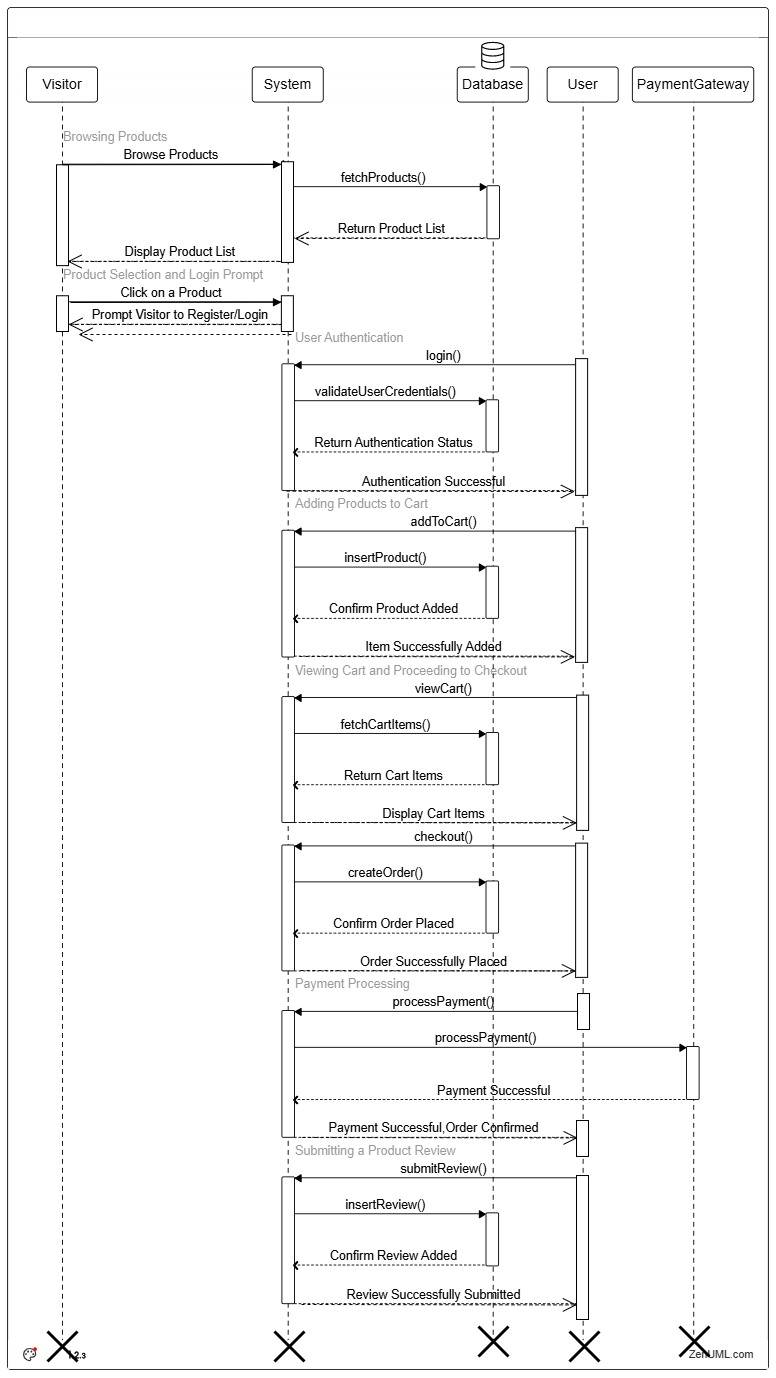 Visitor
System
Database
User
PaymentGateway
Browsing Products
Browse Products
fetchProducts()
Return Product List
Display Product List
Product Selection and Login Prompt
Click on a Product
Prompt Visitor to Register/Login
User Authentication
login()
validateUserCredentials()
Return Authentication Status
Authentication Successful
Adding Products to Cart
addToCart()
insertProduct()
Confirm Product Added
Item Successfully Added
Viewing Cart and Proceeding to Checkout
viewCart()
fetchCartItems()
Return Cart Items
Display Cart Items
checkout()
createOrder()
Confirm Order Placed
Order Successfully Placed
Payment Processing
processPayment()
processPayment()
Payment Successful
Payment Successful,Order Confirmed
Submitting a Product Review
submitReview()
insertReview()
Confirm Review Added
Review Successfully Submitted
ZenUML.com